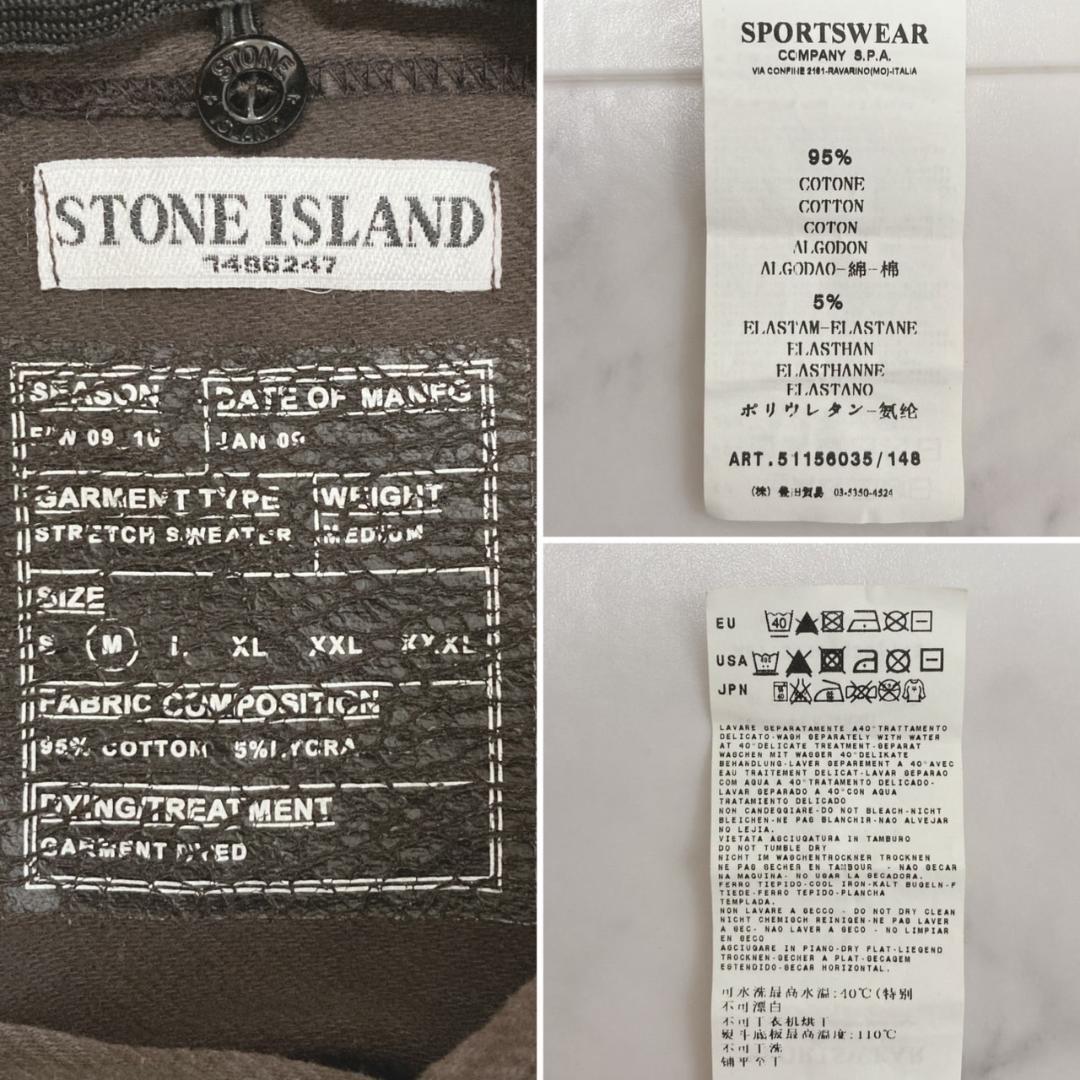 STONE
ISLAND
STONE ISLAND
7486247
SEASON
DATE OF MANFG
F/W 09_10
JAN 09
GARMENT TYPE
WEIGHT
STRETCH SWEATER
MEDIUM
SIZE
S M L XL XXL XXXL
FABRIC COMPOSITION
95% COTTON 5%LYCRA
DYING/TREATMENT
GARMENT DYED
SPORTSWEAR
COMPANY S.P.A.
VIA CONFINE 2161-RAVARINO(MO)-ITALIA
95%
COTONE
COTTON
COTON
ALGODON
ALGODAO-綿-棉
5%
ELASTAM-ELASTANE
ELASTHAN
ELASTHANNE
ELASTANO
ポリウレタン-氨纶
ART.51156035/148
(株) 豊田貿易 03-5350-4524
EU 40
USA
JPN 40
LAVARE SEPARATAMENTE A40°TRATTAMENTO
DELICATO-WASH SEPARATELY WITH WATER
AT 40°DELICATE TREATMENT-SEPARAT
WASCHEN MIT WASSER 40°DELIKATE
BEHANDLUNG-LAVER SEPAREMENT A 40°AVEC
EAU TRAITEMENT DELICAT-LAVAR SEPARAO
COM AQUA A 40°TRATAMENTO DELICADO-
LAVAR SEPARADO A 40°CON AQUA
TRATAMIENTO DELICADO
NON CANDEGGIARE-DO NOT BLEACH-NICHT
BLEICHEN-NE PAS BLANCHIR-NAO ALVEJAR
NO LEJIA.
VIETATA ASCIUGATURA IN TAMBURO
DO NOT TUMBLE DRY
NICHT IM WASCHENTROCKNER TROCKNEN
NE PAS SECHER EN TAMBOUR - NAO SECAR
NA MAQUINA- NO USAR LA SECADORA.
FERRO TIEPIDO-COOL IRON-KALT BUGELN-F
TIEDE-FERRO TEPIDO-PLANCHA
TEMPLADA.
NON LAVARE A SECCO - DO NOT DRY CLEAN
NICHT CHEMISCH REINIGEN-NE PAS LAVER
A SEC- NAO LAVER A SECO - NO LIMPIAR
EN SECO
ASCIUGARE IN PIANO-DRY FLAT-LIEGEND
TROCKNEN-SECHER A PLAT-SECAGEM
ESTENDIDO-SECAR HORIZONTAL.
可水洗最高水温:40℃(特别
不可漂白
不可于衣机烘干
熨斗底板最高温度:110℃
不可干洗
铺平至干